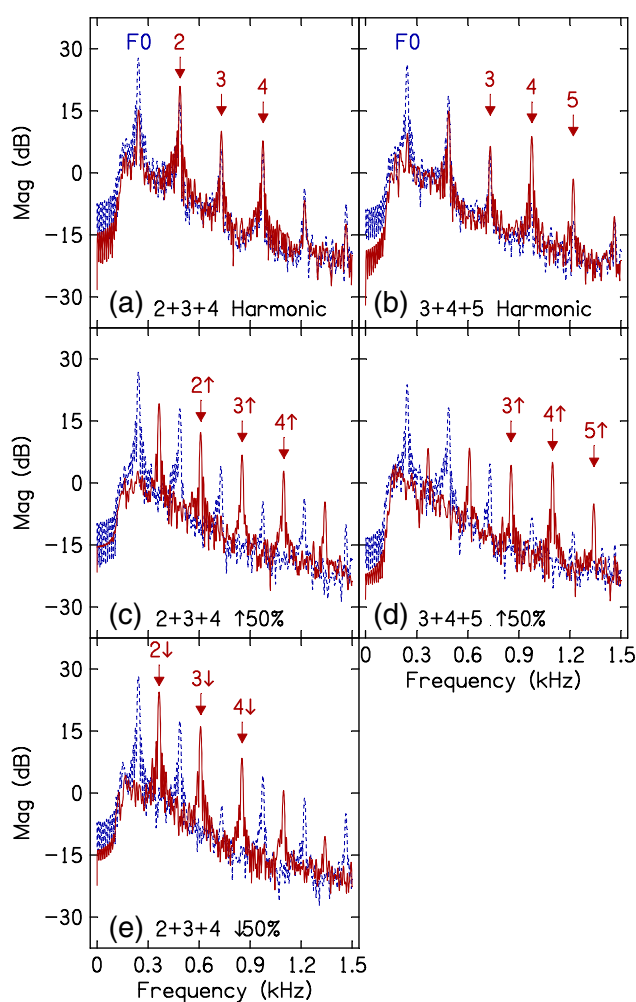 F0 2 3 4
F0 3 4 5
Mag (dB)
30
15
0
−15
−30
(a) 2+3+4 Harmonic
(b) 3+4+5 Harmonic
2↑ 3↑ 4↑
3↑ 4↑ 5↑
Mag (dB)
30
15
0
−15
−30
(c) 2+3+4 ↑50%
(d) 3+4+5 ↑50%
0 0.3 0.6 0.9 1.2 1.5
Frequency (kHz)
2↓ 3↓ 4↓
Mag (dB)
30
15
0
−15
−30
(e) 2+3+4 ↓50%
0 0.3 0.6 0.9 1.2 1.5
Frequency (kHz)